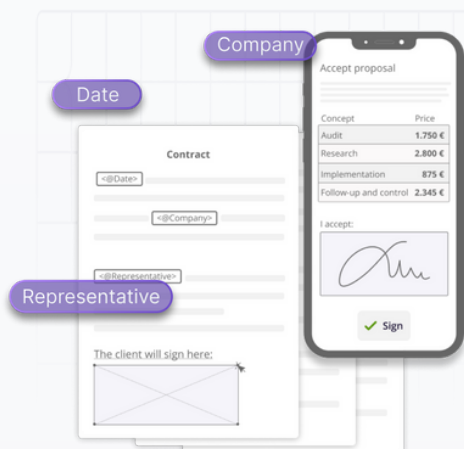 Company
Date
Representative
Contract
<@Date>
<@Company>
<@Representative>
The client will sign here:
Accept proposal
Concept Price
Audit 1.750 €
Research 2.800 €
Implementation 875 €
Follow-up and control 2.345 €
I accept:
Sign